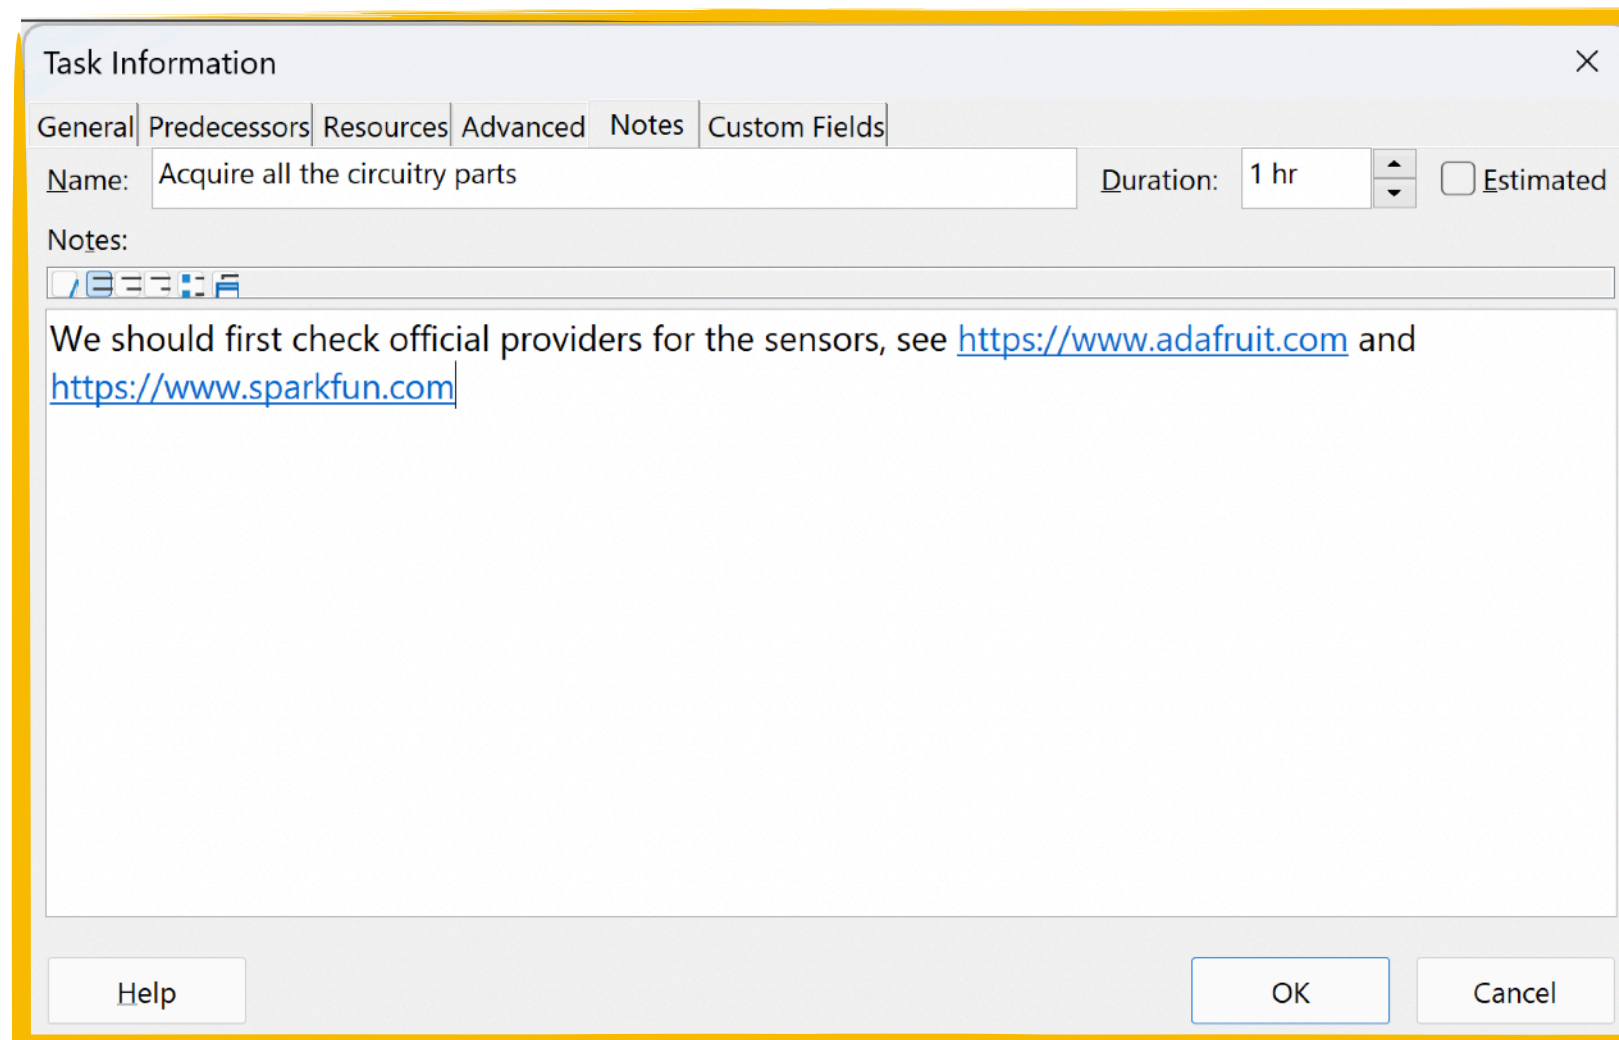 Task Information
General Predecessors Resources Advanced Notes Custom Fields
Name: Acquire all the circuitry parts Duration: 1 hr Estimated
Notes:
We should first check official providers for the sensors, see https://www.adafruit.com and
https://www.sparkfun.com
Help OK Cancel